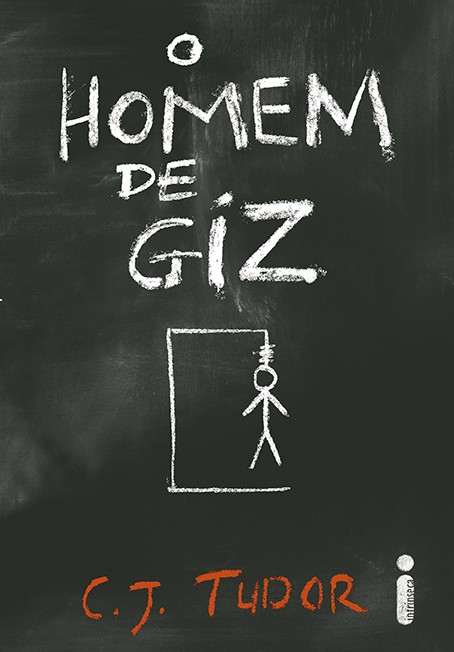 O
HOMEM
DE
GIZ
C.J. TUDOR
intrínseca